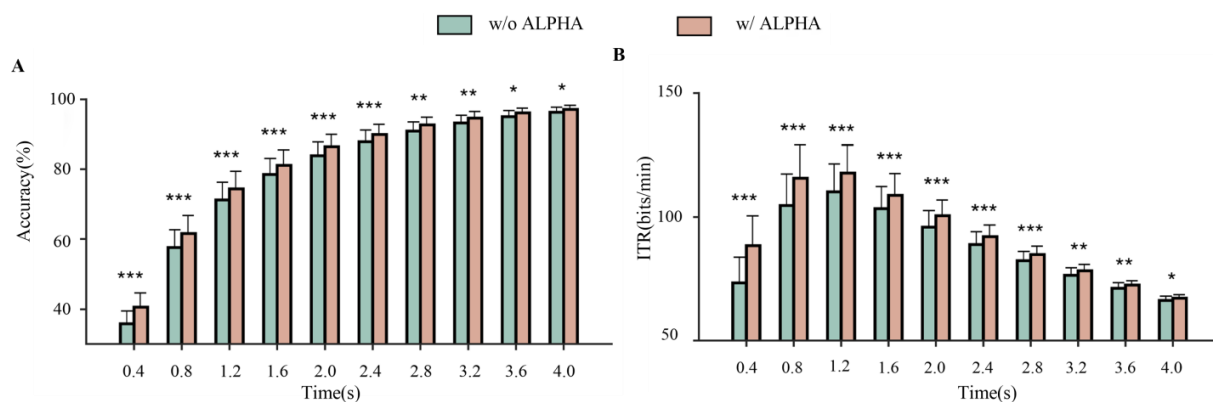 w/o ALPHA w/ ALPHA
A
Accuracy(%)
100
80
60
40
*** *** *** *** *** *** ** ** * *
0.4 0.8 1.2 1.6 2.0 2.4 2.8 3.2 3.6 4.0
Time(s)
B
ITR(bits/min)
150
100
50
*** *** *** *** *** *** *** ** ** *
0.4 0.8 1.2 1.6 2.0 2.4 2.8 3.2 3.6 4.0
Time(s)